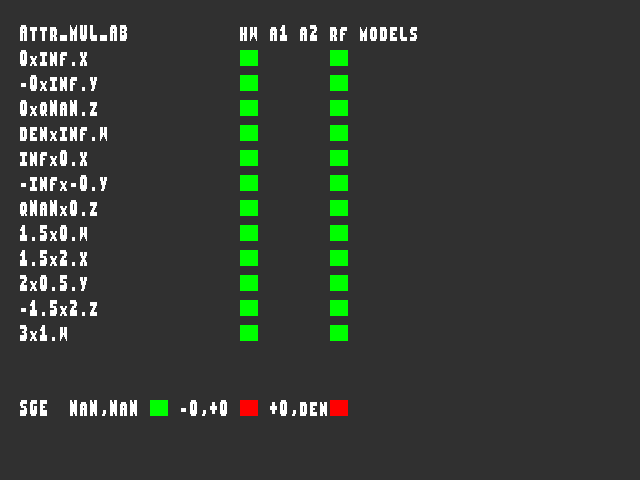 ATTR_MUL_AB HW A1 A2 RF MODELS
0xINF.X
-0xINF.Y
0xQNAN.Z
DENxINF.W
INFx0.X
-INFx-0.Y
QNANx0.Z
1.5x0.W
1.5x2.X
2x0.5.Y
-1.5x2.Z
3x1.W
SGE NAN,NAN -0,+0 +0,DEN